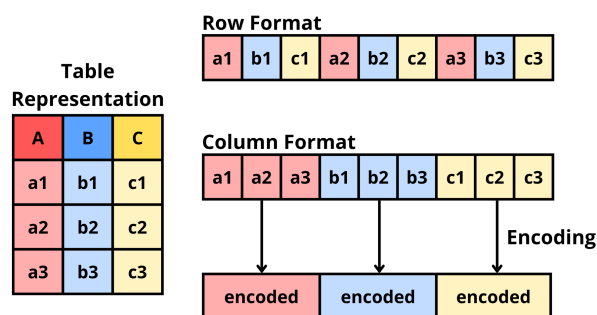 Row Format
a1 b1 c1 a2 b2 c2 a3 b3 c3
Table
Representation
A B C
a1 b1 c1
a2 b2 c2
a3 b3 c3
Column Format
a1 a2 a3 b1 b2 b3 c1 c2 c3
Encoding
encoded encoded encoded